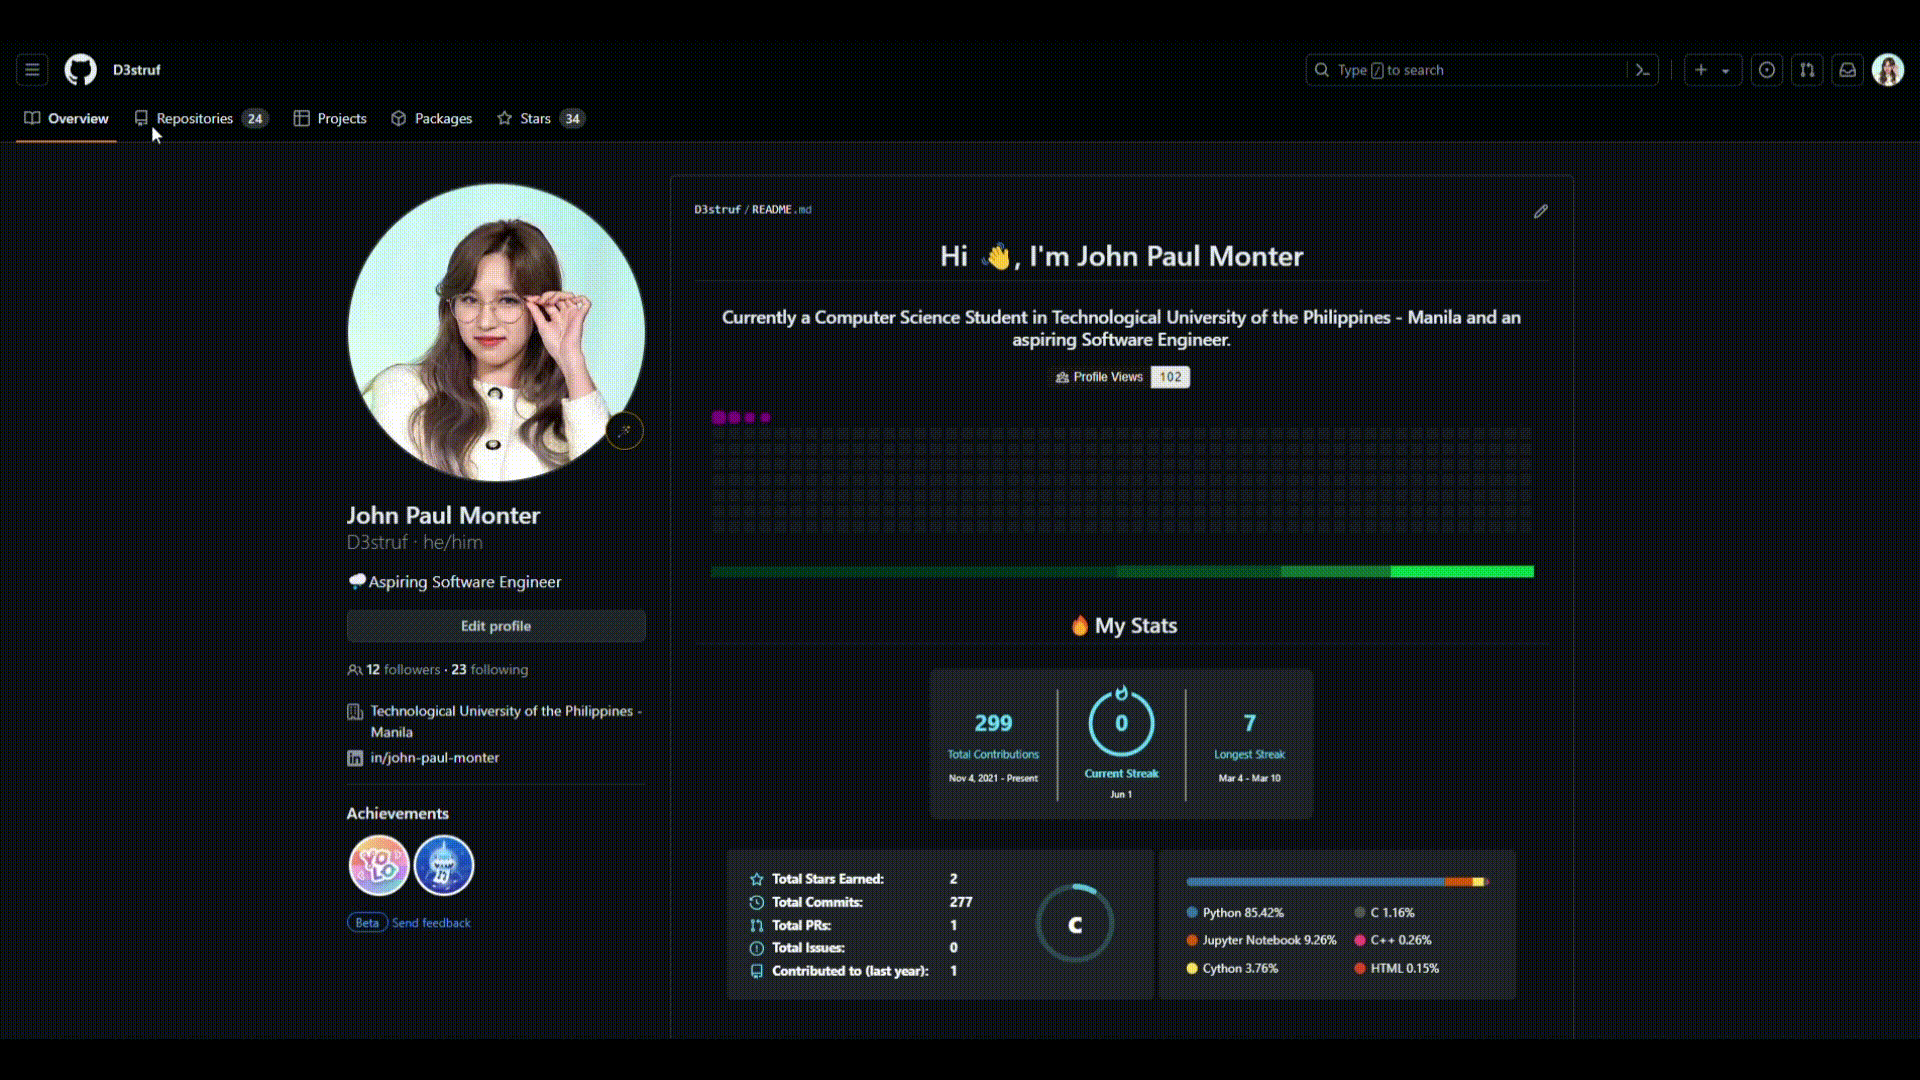 D3struf
Type / to search
Overview
Repositories 24
Projects
Packages
Stars 34
John Paul Monter
D3struf · he/him
Aspiring Software Engineer
Edit profile
12 followers · 23 following
Technological University of the Philippines -
Manila
in/john-paul-monter
Achievements
YOLO
Beta Send feedback
D3struf / README.md
Hi 👋, I'm John Paul Monter
Currently a Computer Science Student in Technological University of the Philippines - Manila and an
aspiring Software Engineer.
Profile Views 102
🔥 My Stats
299
Total Contributions
Nov 4, 2021 - Present
0
Current Streak
Jun 1
7
Longest Streak
Mar 4 - Mar 10
Total Stars Earned: 2
Total Commits: 277
Total PRs: 1
Total Issues: 0
Contributed to (last year): 1
C
Python 85.42%
Jupyter Notebook 9.26%
Cython 3.76%
C 1.16%
C++ 0.26%
HTML 0.15%